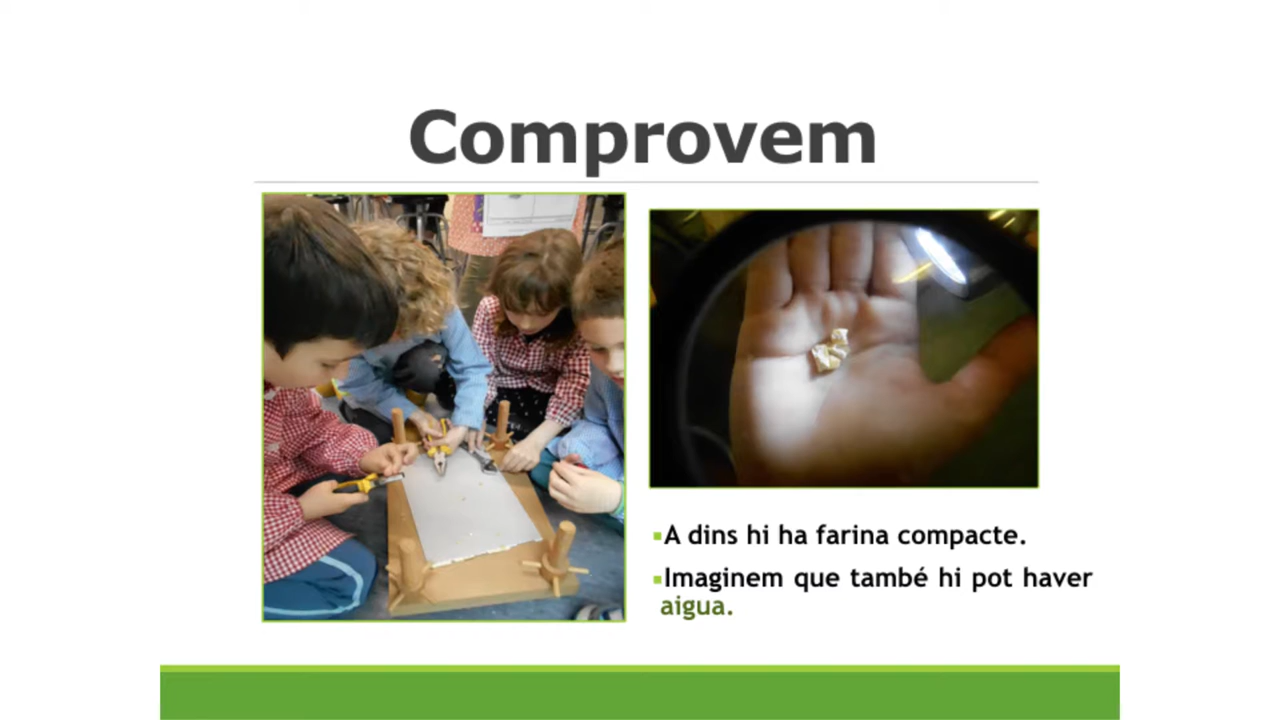 Comprovem
A dins hi ha farina compacte.
Imaginem que també hi pot haver
aigua.